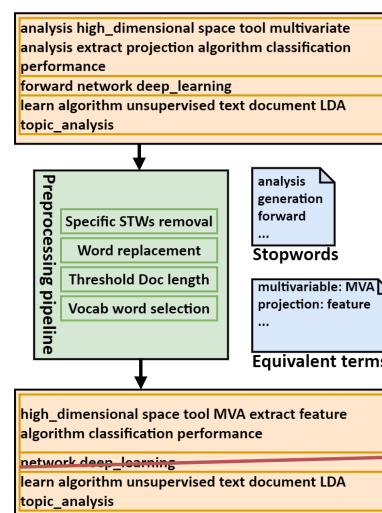 analysis high_dimensional space tool multivariate
analysis extract projection algorithm classification
performance
forward network deep_learning
learn algorithm unsupervised text document LDA
topic_analysis
Preprocessing pipeline
Specific STWs removal
Word replacement
Threshold Doc length
Vocab word selection
analysis
generation
forward
...
Stopwords
multivariable: MVA
projection: feature
...
Equivalent terms
high_dimensional space tool MVA extract feature
algorithm classification performance
network deep_learning
learn algorithm unsupervised text document LDA
topic_analysis